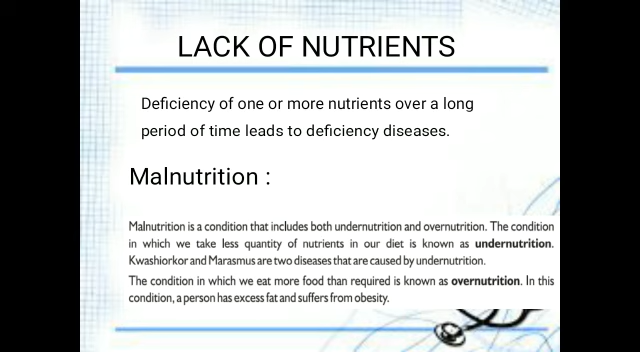 LACK OF NUTRIENTS
Deficiency of one or more nutrients over a long
period of time leads to deficiency diseases.
Malnutrition :
Malnutrition is a condition that includes both undernutrition and overnutrition. The condition
in which we take less quantity of nutrients in our diet is known as undernutrition.
Kwashiorkor and Marasmus are two diseases that are caused by undernutrition.
The condition in which we eat more food than required is known as overnutrition. In this
condition, a person has excess fat and suffers from obesity.